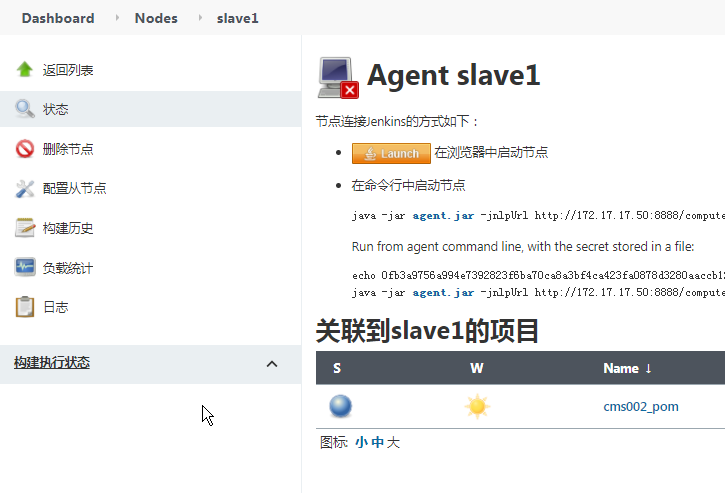 Dashboard Nodes slave1
返回列表
状态
删除节点
配置从节点
构建历史
负载统计
日志
构建执行状态
Agent slave1
节点连接Jenkins的方式如下：
Launch 在浏览器中启动节点
在命令行中启动节点
java -jar agent.jar -jnlpUrl http://172.17.17.50:8888/compute
Run from agent command line, with the secret stored in a file:
echo 0fb3a9756a994e7392823f6ba70ca8a3bf4ca423fa0878d3280aaccb12
java -jar agent.jar -jnlpUrl http://172.17.17.50:8888/compute
关联到slave1的项目
S W Name ↓
cms002_pom
图标: 小 中 大